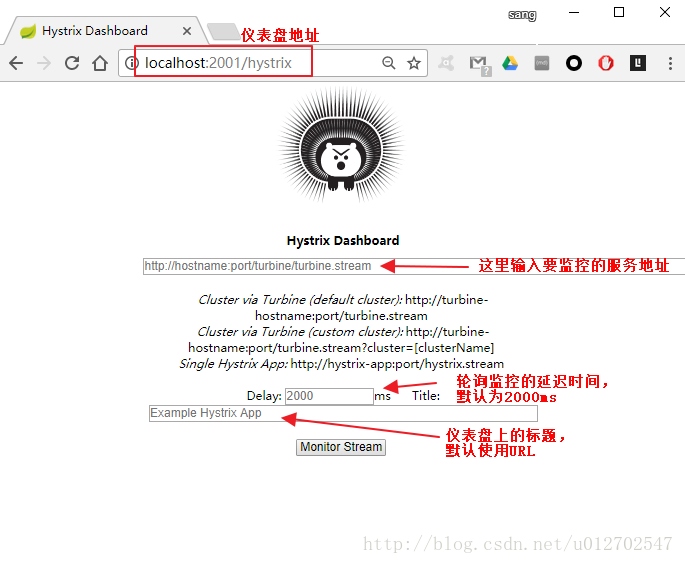 sang
Hystrix Dashboard
仪表盘地址
localhost:2001/hystrix
Hystrix Dashboard
http://hostname:port/turbine/turbine.stream
这里输入要监控的服务地址
Cluster via Turbine (default cluster): http://turbine-
hostname:port/turbine.stream
Cluster via Turbine (custom cluster): http://turbine-
hostname:port/turbine.stream?cluster=[clusterName]
Single Hystrix App: http://hystrix-app:port/hystrix.stream
轮询监控的延迟时间，
默认为2000ms
Delay: 2000 ms Title:
Example Hystrix App
仪表盘上的标题，
默认使用URL
Monitor Stream
http://blog.csdn.net/u012702547